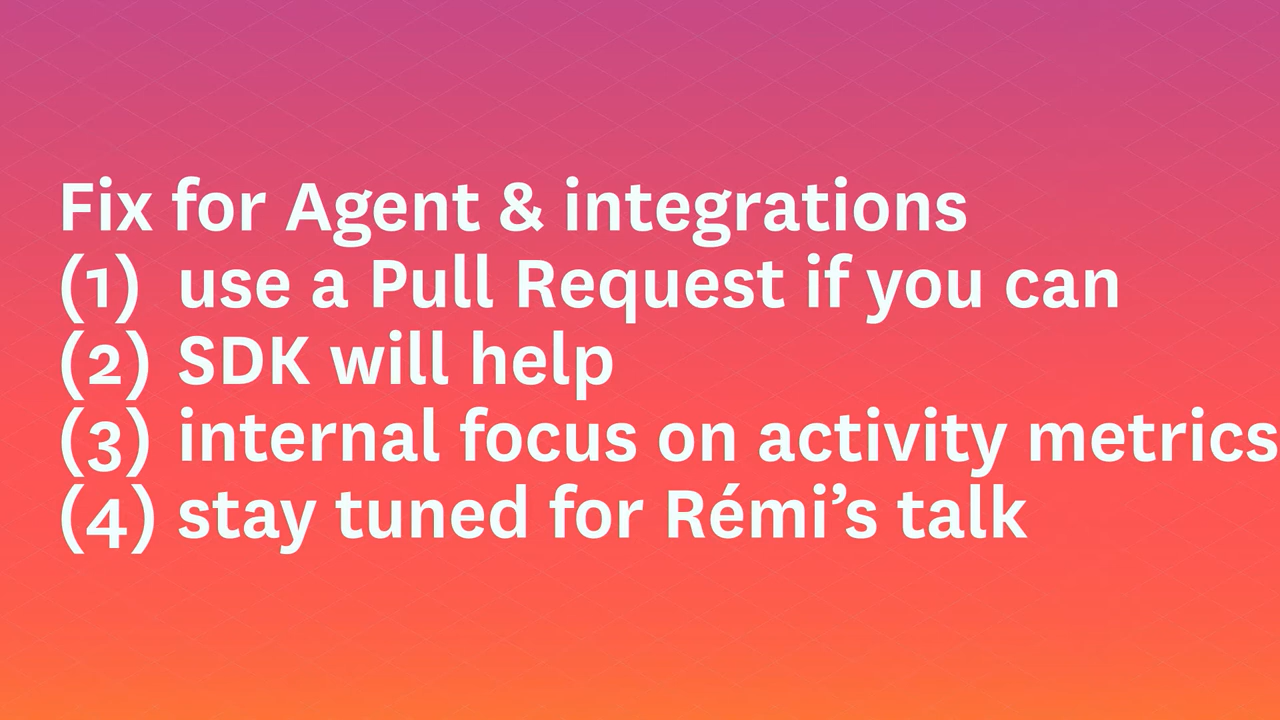 Fix for Agent & integrations
(1) use a Pull Request if you can
(2) SDK will help
(3) internal focus on activity metrics
(4) stay tuned for Rémi’s talk